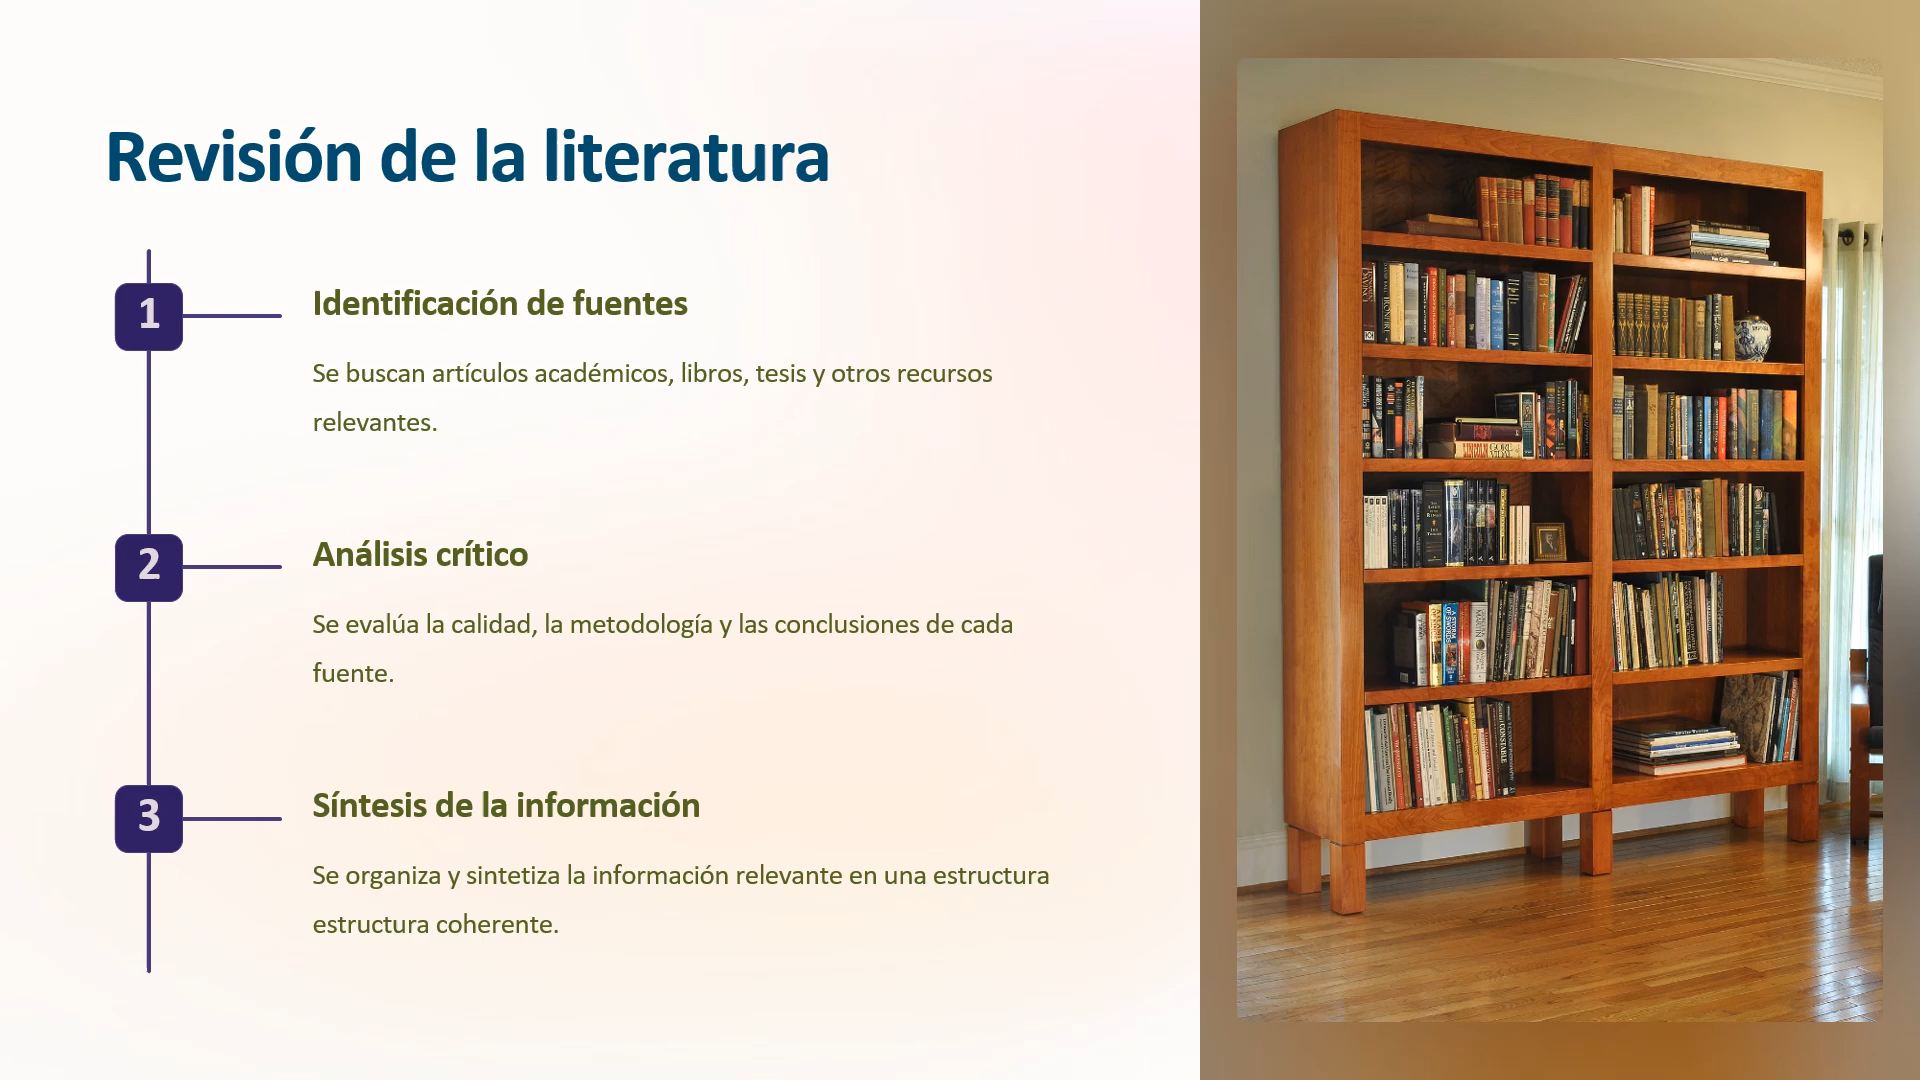 Revisión de la literatura
1
Identificación de fuentes
Se buscan artículos académicos, libros, tesis y otros recursos
relevantes.
2
Análisis crítico
Se evalúa la calidad, la metodología y las conclusiones de cada
fuente.
3
Síntesis de la información
Se organiza y sintetiza la información relevante en una estructura
estructura coherente.